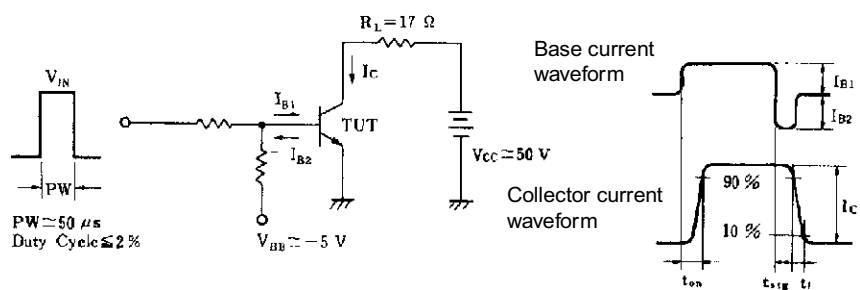 R_L=17 Ω
V_IN
I_B1
I_C
TUT
I_B2
V_CC≃50 V
PW
PW≃50 μs
Duty Cycle≦2%
V_BB≃−5 V
Base current
waveform
I_B1
I_B2
Collector current
waveform
90 %
10 %
I_C
t_on
t_stg
t_f